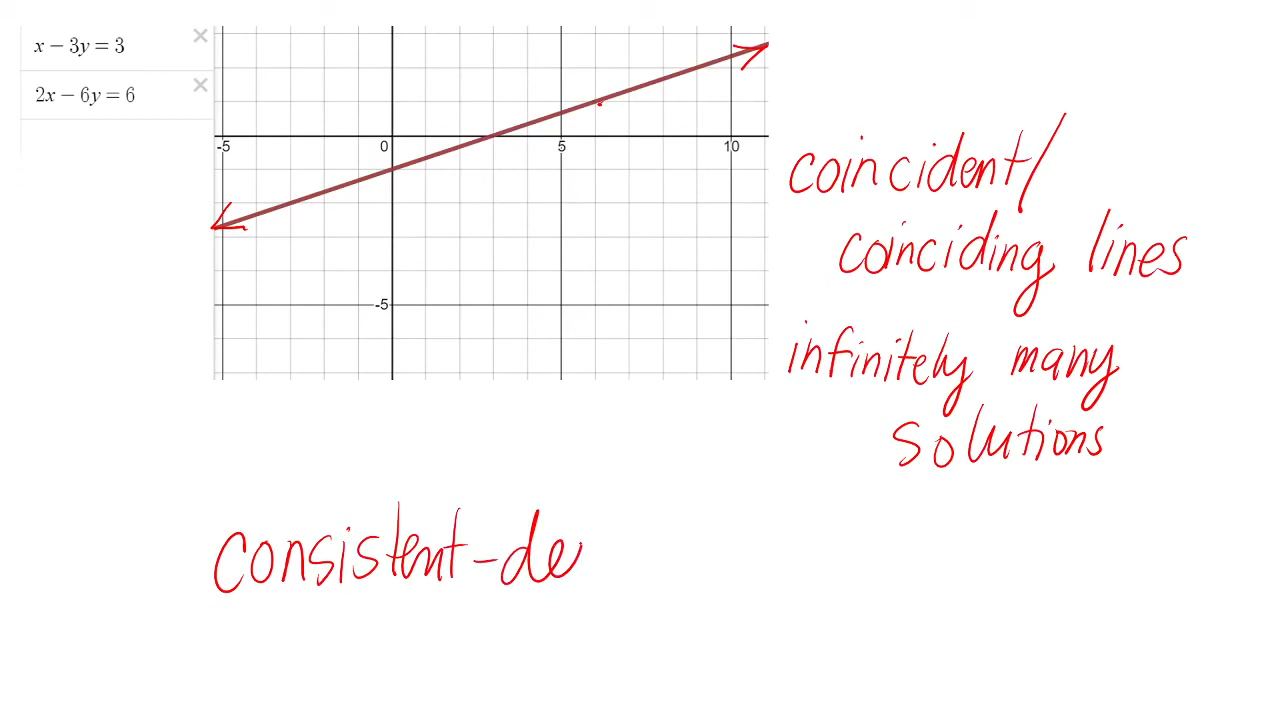 x − 3y = 3
2x − 6y = 6
-5 0 5 10
-5
coincident/
coinciding lines
infinitely many
solutions
consistent-de